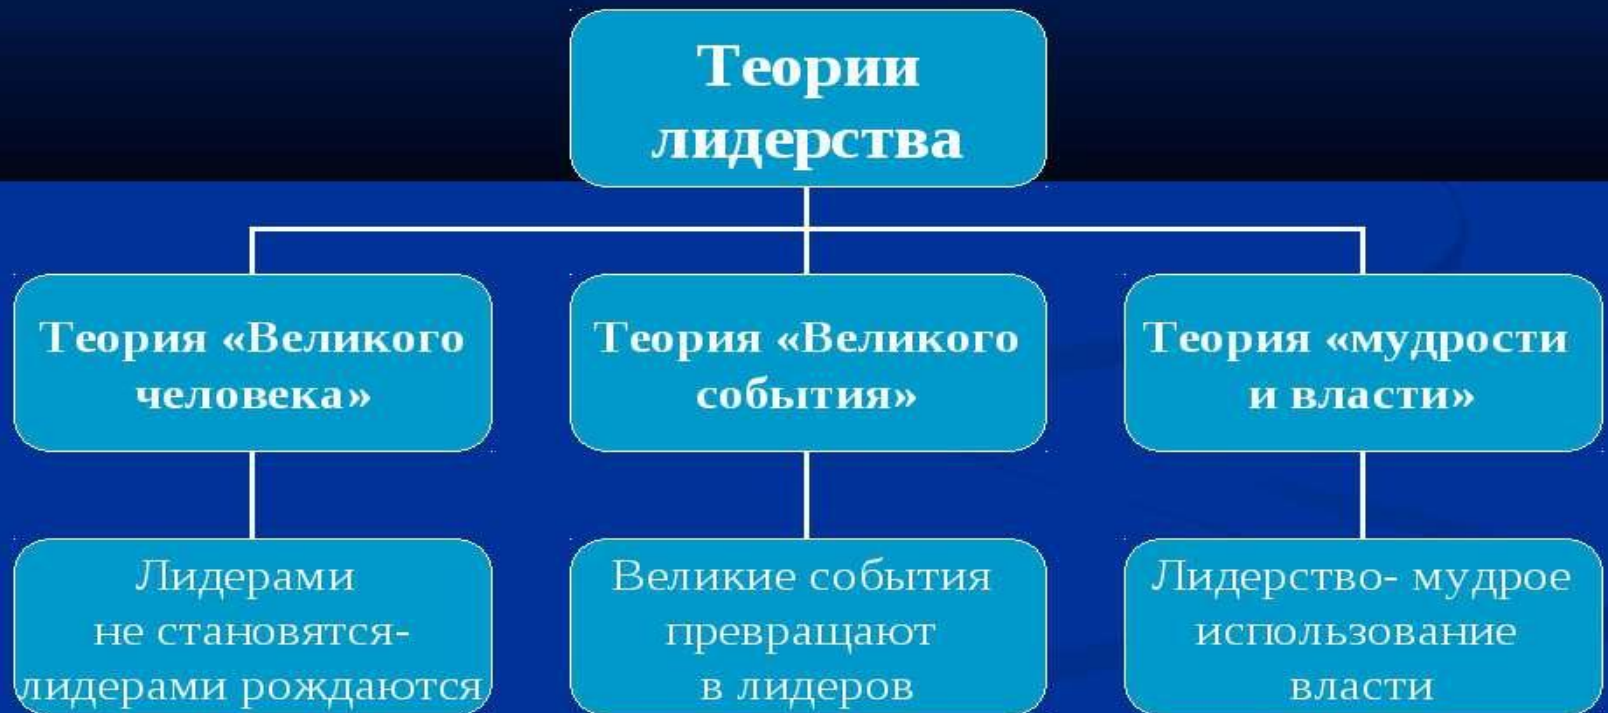 Теории
лидерства
Теория «Великого
человека»
Теория «Великого
события»
Теория «мудрости
и власти»
Лидерами
не становятся-
лидерами рождаются
Великие события
превращают
в лидеров
Лидерство- мудрое
использование
власти